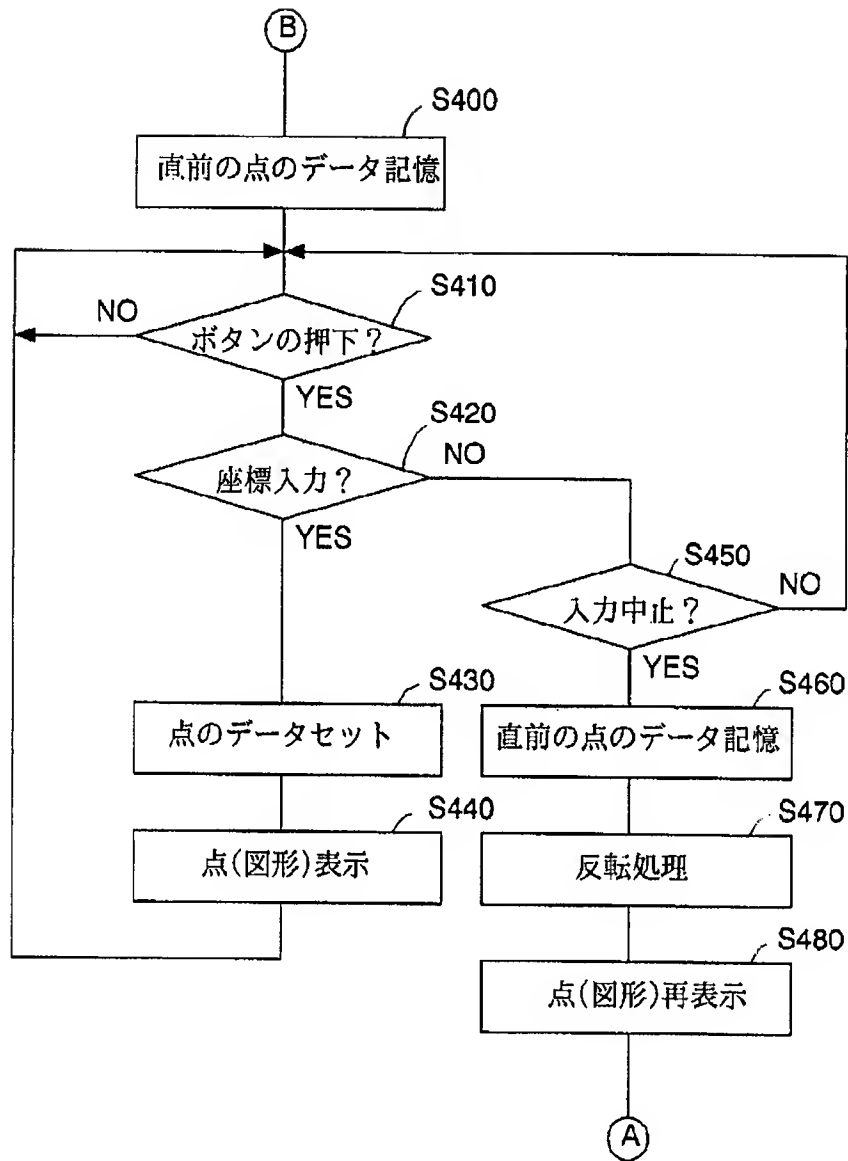 B
S400
直前の点のデータ記憶
S410
NO
ボタンの押下？
YES
S420
NO
座標入力？
YES
S450
NO
入力中止？
YES
S430
点のデータセット
S460
直前の点のデータ記憶
S440
点(図形)表示
S470
反転処理
S480
点(図形)再表示
A